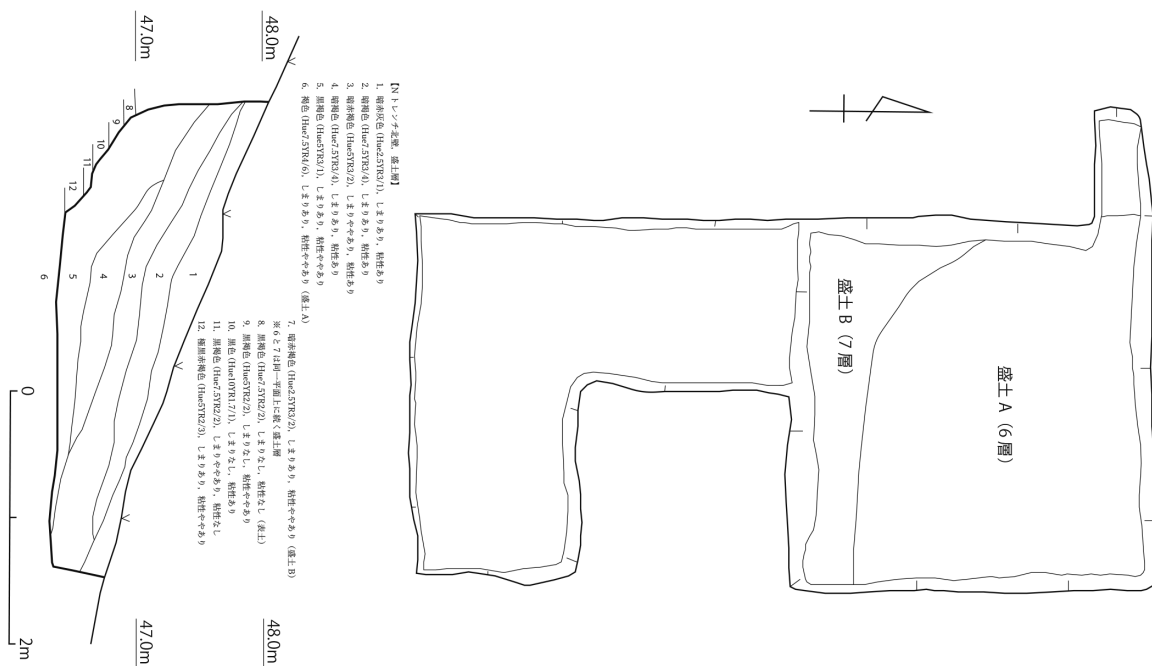 48.0m
47.0m
48.0m
47.0m
【Nトレンチ北壁、盛土層】
1. 暗赤灰色 (Hue2.5YR3/1)，しまりあり，粘性あり
2. 暗褐色 (Hue7.5YR3/4)，しまりあり，粘性あり
3. 暗赤褐色 (Hue5YR3/2)，しまりややあり，粘性あり
4. 暗褐色 (Hue7.5YR3/4)，しまりあり，粘性あり
5. 黒褐色 (Hue5YR3/1)，しまりあり，粘性ややあり
6. 褐色 (Hue7.5YR4/6)，しまりあり，粘性ややあり（盛土 A）
7. 暗赤褐色 (Hue2.5YR3/2)，しまりあり，粘性ややあり（盛土 B）
※6と7は同一平面上に続く盛土層
8. 黒褐色 (Hue7.5YR2/2)，しまりなし，粘性なし（表土）
9. 黒褐色 (Hue5YR2/2)，しまりなし，粘性ややあり
10. 黒色 (Hue10YR1.7/1)，しまりなし，粘性あり
11. 黒褐色 (Hue7.5YR2/2)，しまりややあり，粘性なし
12. 極黒赤褐色 (Hue5YR2/3)，しまりあり，粘性ややあり
盛土 A（6 層）
盛土 B（7 層）
8
9
10
11
12
1
2
3
4
5
6
0
2m